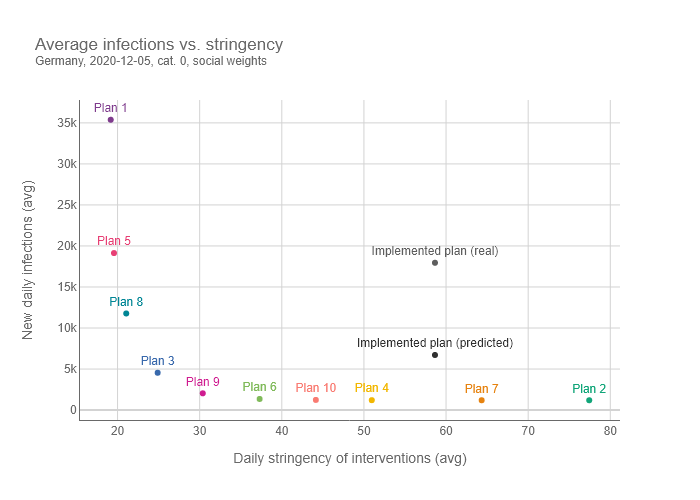 Average infections vs. stringency
Germany, 2020-12-05, cat. 0, social weights
New daily infections (avg)
35k
30k
25k
20k
15k
10k
5k
0
Plan 1
Plan 5
Implemented plan (real)
Plan 8
Implemented plan (predicted)
Plan 3
Plan 9
Plan 6
Plan 10
Plan 4
Plan 7
Plan 2
20
30
40
50
60
70
80
Daily stringency of interventions (avg)